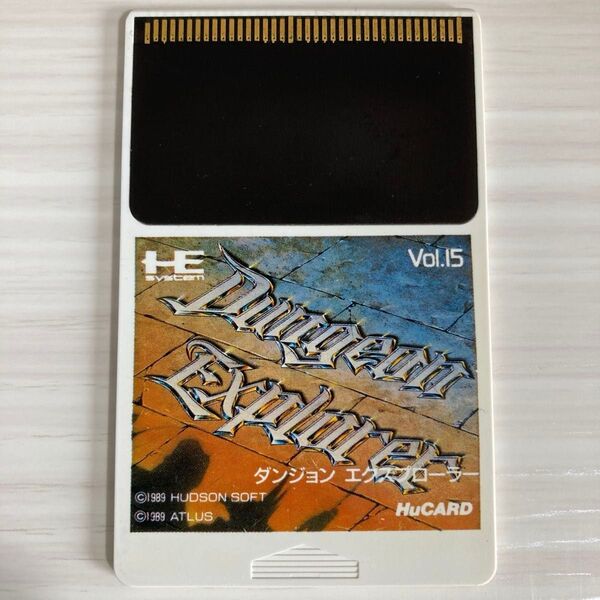 HE
SYSTEM
Vol.15
Dungeon
Explorer
ダンジョン エクスプローラー
©1989 HUDSON SOFT
©1989 ATLUS
HuCARD